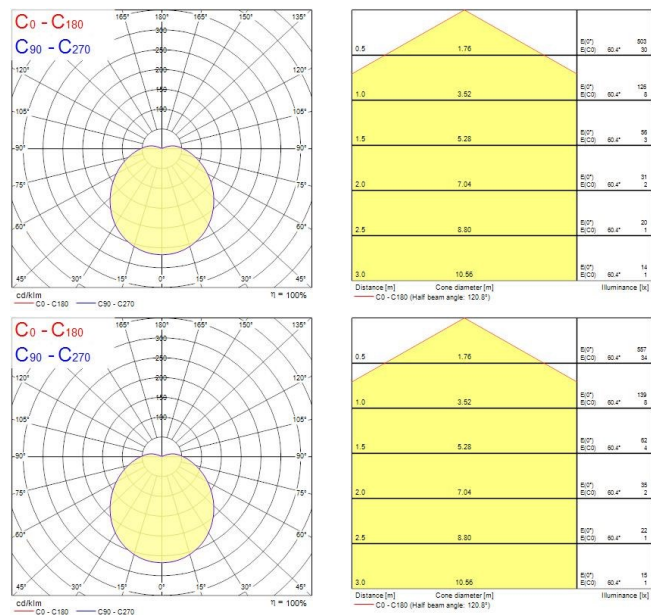 C0 - C180
C90 - C270
165° 180° 165°
150°
300
135°
250
200
120° 120°
150
105° 100 105°
90° 90°
75° 75°
60° 60°
45° 30° 15° 0° 15° 30° 45°
cd/klm η = 100%
C0 - C180 C90 - C270
0.5 1.76 E(0°) 503
E(C0) 60.4° 30
1.0 3.52 E(0°) 126
E(C0) 60.4° 8
1.5 5.28 E(0°) 56
E(C0) 60.4° 3
2.0 7.04 E(0°) 31
E(C0) 60.4° 2
2.5 8.80 E(0°) 20
E(C0) 60.4° 1
3.0 10.56 E(0°) 14
E(C0) 60.4° 1
Distance [m] Cone diameter [m] Illuminance [lx]
C0 - C180 (Half beam angle: 120.8°)
C0 - C180
C90 - C270
165° 180° 165°
150°
300
135°
250
200
120° 120°
150
105° 100 105°
90° 90°
75° 75°
60° 60°
45° 30° 15° 0° 15° 30° 45°
cd/klm η = 100%
C0 - C180 C90 - C270
0.5 1.76 E(0°) 557
E(C0) 60.4° 34
1.0 3.52 E(0°) 139
E(C0) 60.4° 8
1.5 5.28 E(0°) 62
E(C0) 60.4° 4
2.0 7.04 E(0°) 35
E(C0) 60.4° 2
2.5 8.80 E(0°) 22
E(C0) 60.4° 1
3.0 10.56 E(0°) 15
E(C0) 60.4° 1
Distance [m] Cone diameter [m] Illuminance [lx]
C0 - C180 (Half beam angle: 120.8°)